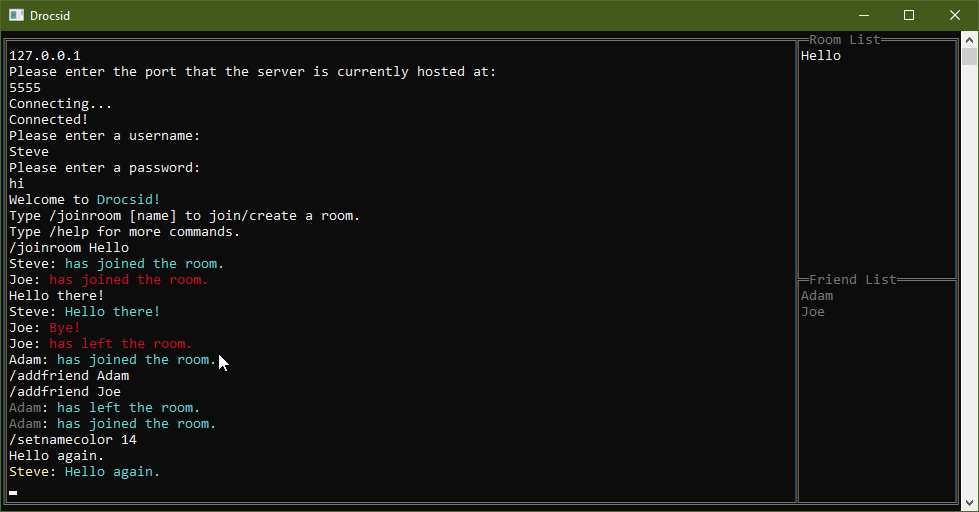 Drocsid
127.0.0.1
Please enter the port that the server is currently hosted at:
5555
Connecting...
Connected!
Please enter a username:
Steve
Please enter a password:
hi
Welcome to Drocsid!
Type /joinroom [name] to join/create a room.
Type /help for more commands.
/joinroom Hello
Steve: has joined the room.
Joe: has joined the room.
Hello there!
Steve: Hello there!
Joe: Bye!
Joe: has left the room.
Adam: has joined the room.
/addfriend Adam
/addfriend Joe
Adam: has left the room.
Adam: has joined the room.
/setnamecolor 14
Hello again.
Steve: Hello again.
Room List
Hello
Friend List
Adam
Joe